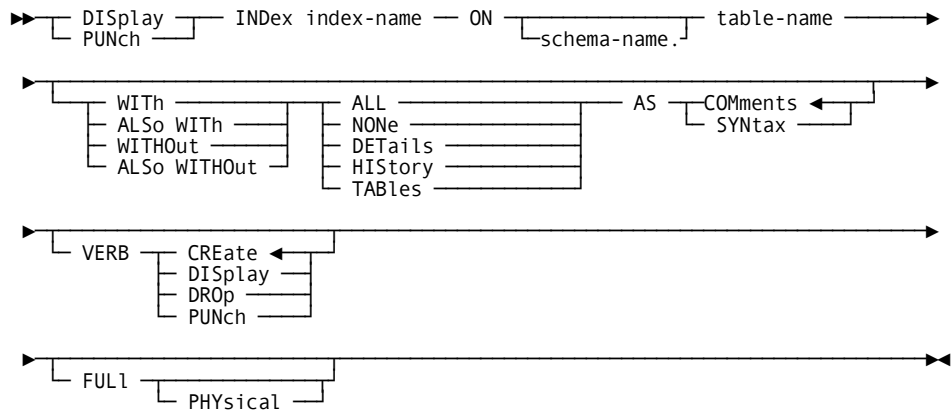 DISplay INDex index-name ON table-name
PUNch schema-name.
WITh ALL AS COMments
ALSo WITh NONe SYNtax
WITHOut DETails
ALSo WITHOut HIStory
TABles
VERB CREate
DISplay
DROp
PUNch
FULl
PHYsical